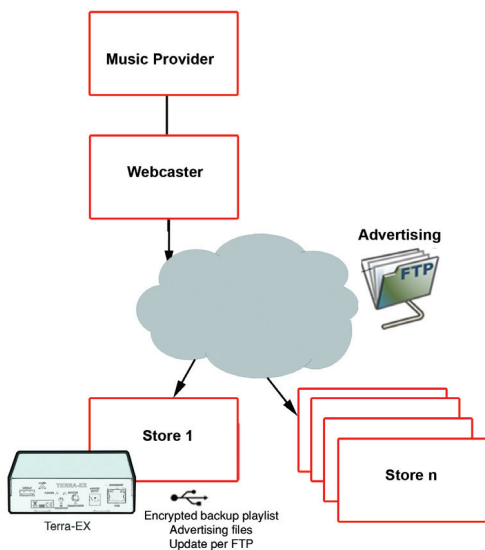 Music Provider
Webcaster
Advertising
FTP
Store 1
Store n
TERRA-EX
Terra-EX
Encrypted backup playlist
Advertising files
Update per FTP